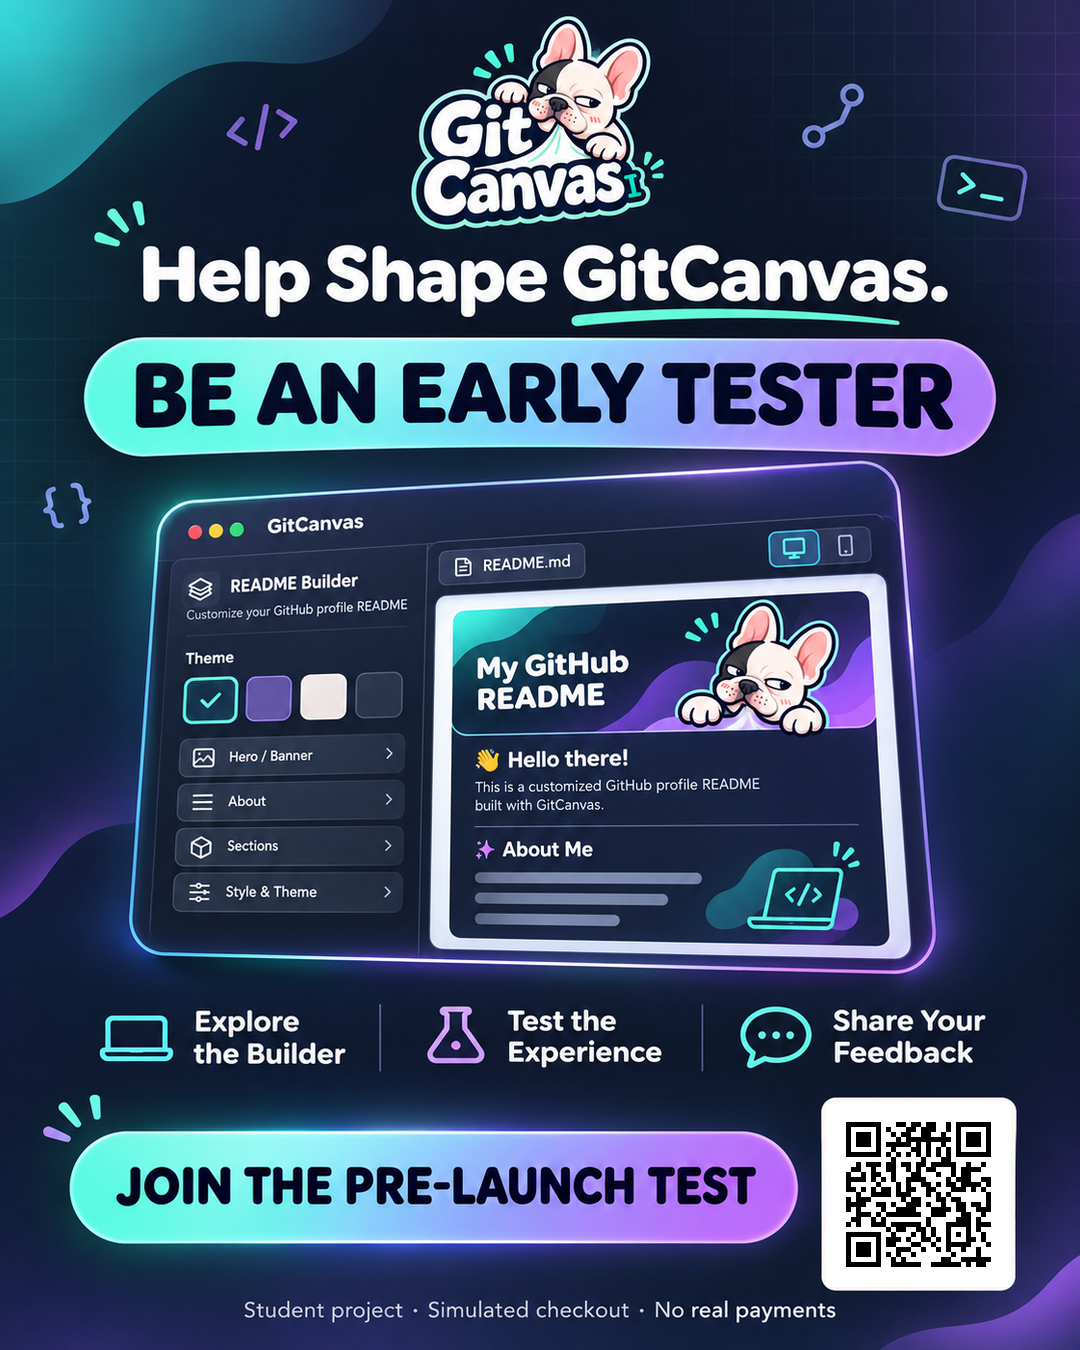 Git
Canvas
Help Shape GitCanvas.
BE AN EARLY TESTER
GitCanvas
README Builder
Customize your GitHub profile README
Theme
Hero / Banner
About
Sections
Style & Theme
README.md
My GitHub
README
👋 Hello there!
This is a customized GitHub profile README
built with GitCanvas.
✨ About Me
</>
Explore
the Builder
Test the
Experience
Share Your
Feedback
JOIN THE PRE-LAUNCH TEST
Student project · Simulated checkout · No real payments